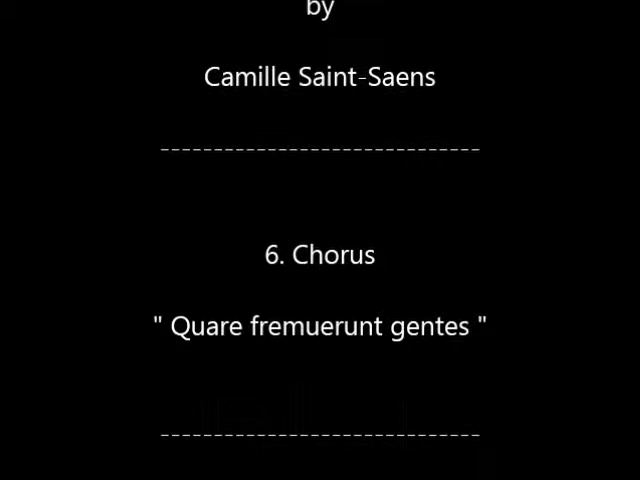 by
Camille Saint-Saens
------------------------------
6. Chorus
" Quare fremuerunt gentes "
------------------------------